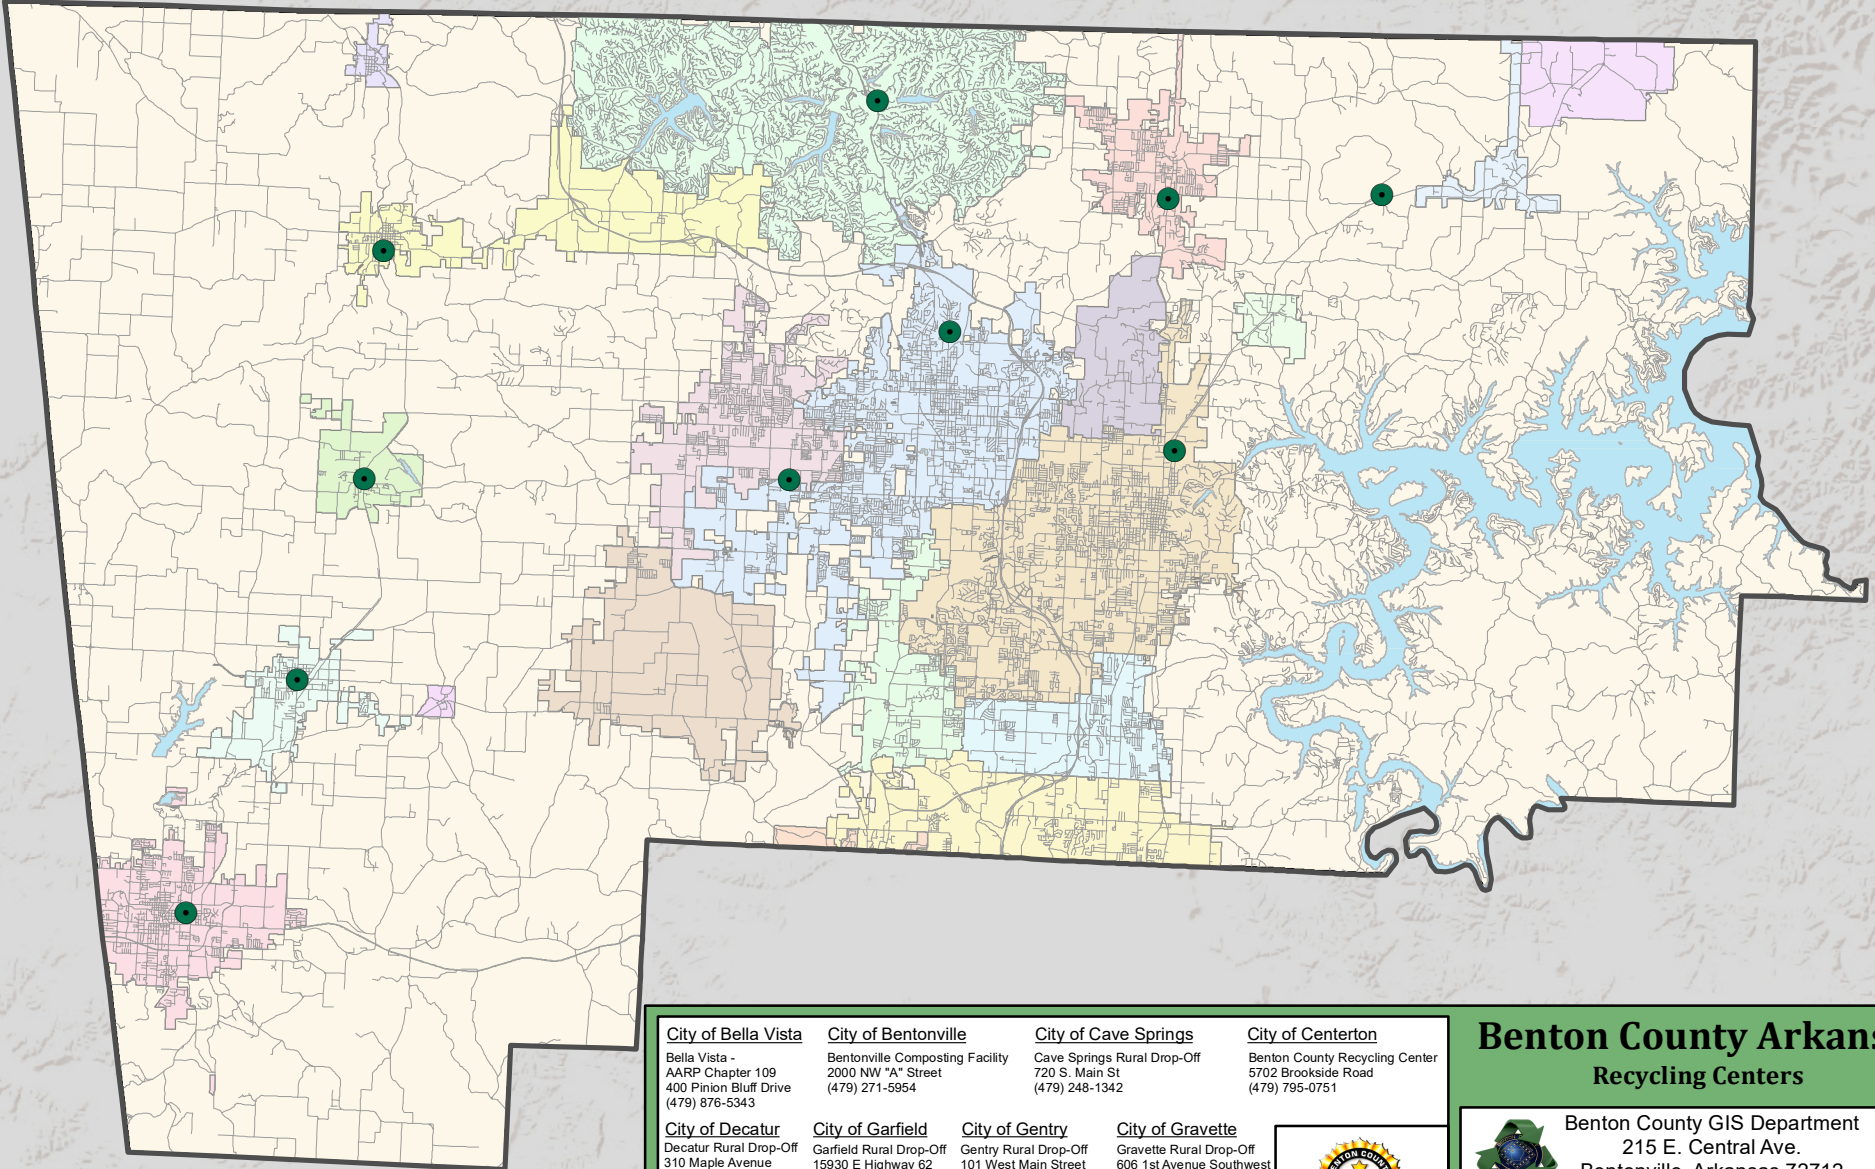 City of Bella Vista
Bella Vista -
AARP Chapter 109
400 Pinion Bluff Drive
(479) 876-5343
City of Bentonville
Bentonville Composting Facility
2000 NW "A" Street
(479) 271-5954
City of Cave Springs
Cave Springs Rural Drop-Off
720 S. Main St
(479) 248-1342
City of Centerton
Benton County Recycling Center
5702 Brookside Road
(479) 795-0751
City of Decatur
Decatur Rural Drop-Off
310 Maple Avenue
City of Garfield
Garfield Rural Drop-Off
15930 E Highway 62
City of Gentry
Gentry Rural Drop-Off
101 West Main Street
City of Gravette
Gravette Rural Drop-Off
606 1st Avenue Southwest
Benton County Arkans
Recycling Centers
Benton County GIS Department
215 E. Central Ave.
Bentonville, Arkansas 72712